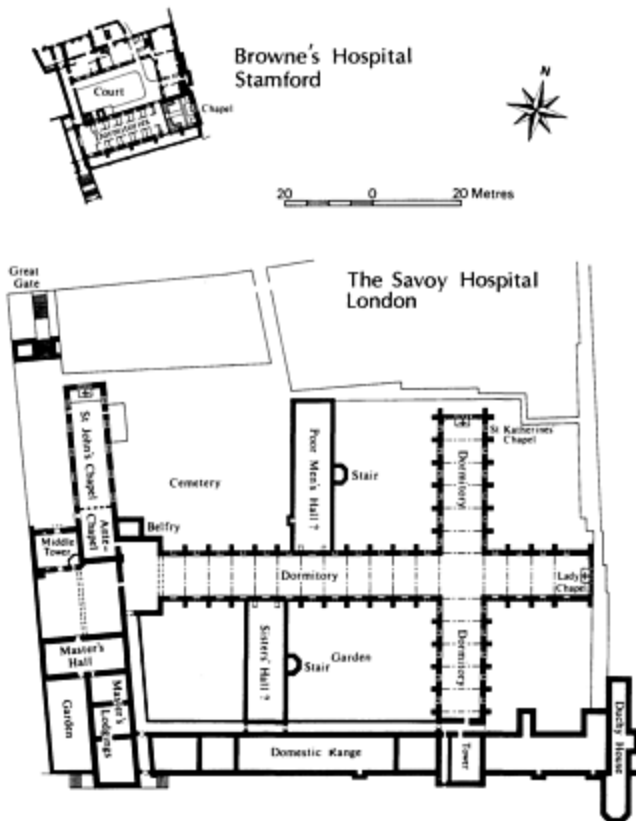 Browne's Hospital
Stamford
Court
Chapel
Dormitories
N
20 0 20 Metres
The Savoy Hospital
London
Great
Gate
St John's Chapel
Ante-
Chapel
Cemetery
Poor Men's Hall ?
Stair
Dormitory
St Katherines
Chapel
Belfry
Middle
Tower
Dormitory
Lady
Chapel
Master's
Hall
Sisters' Hall ?
Stair
Garden
Dormitory
Garden
Master's
Lodgings
Domestic Range
Tower
Duchy House